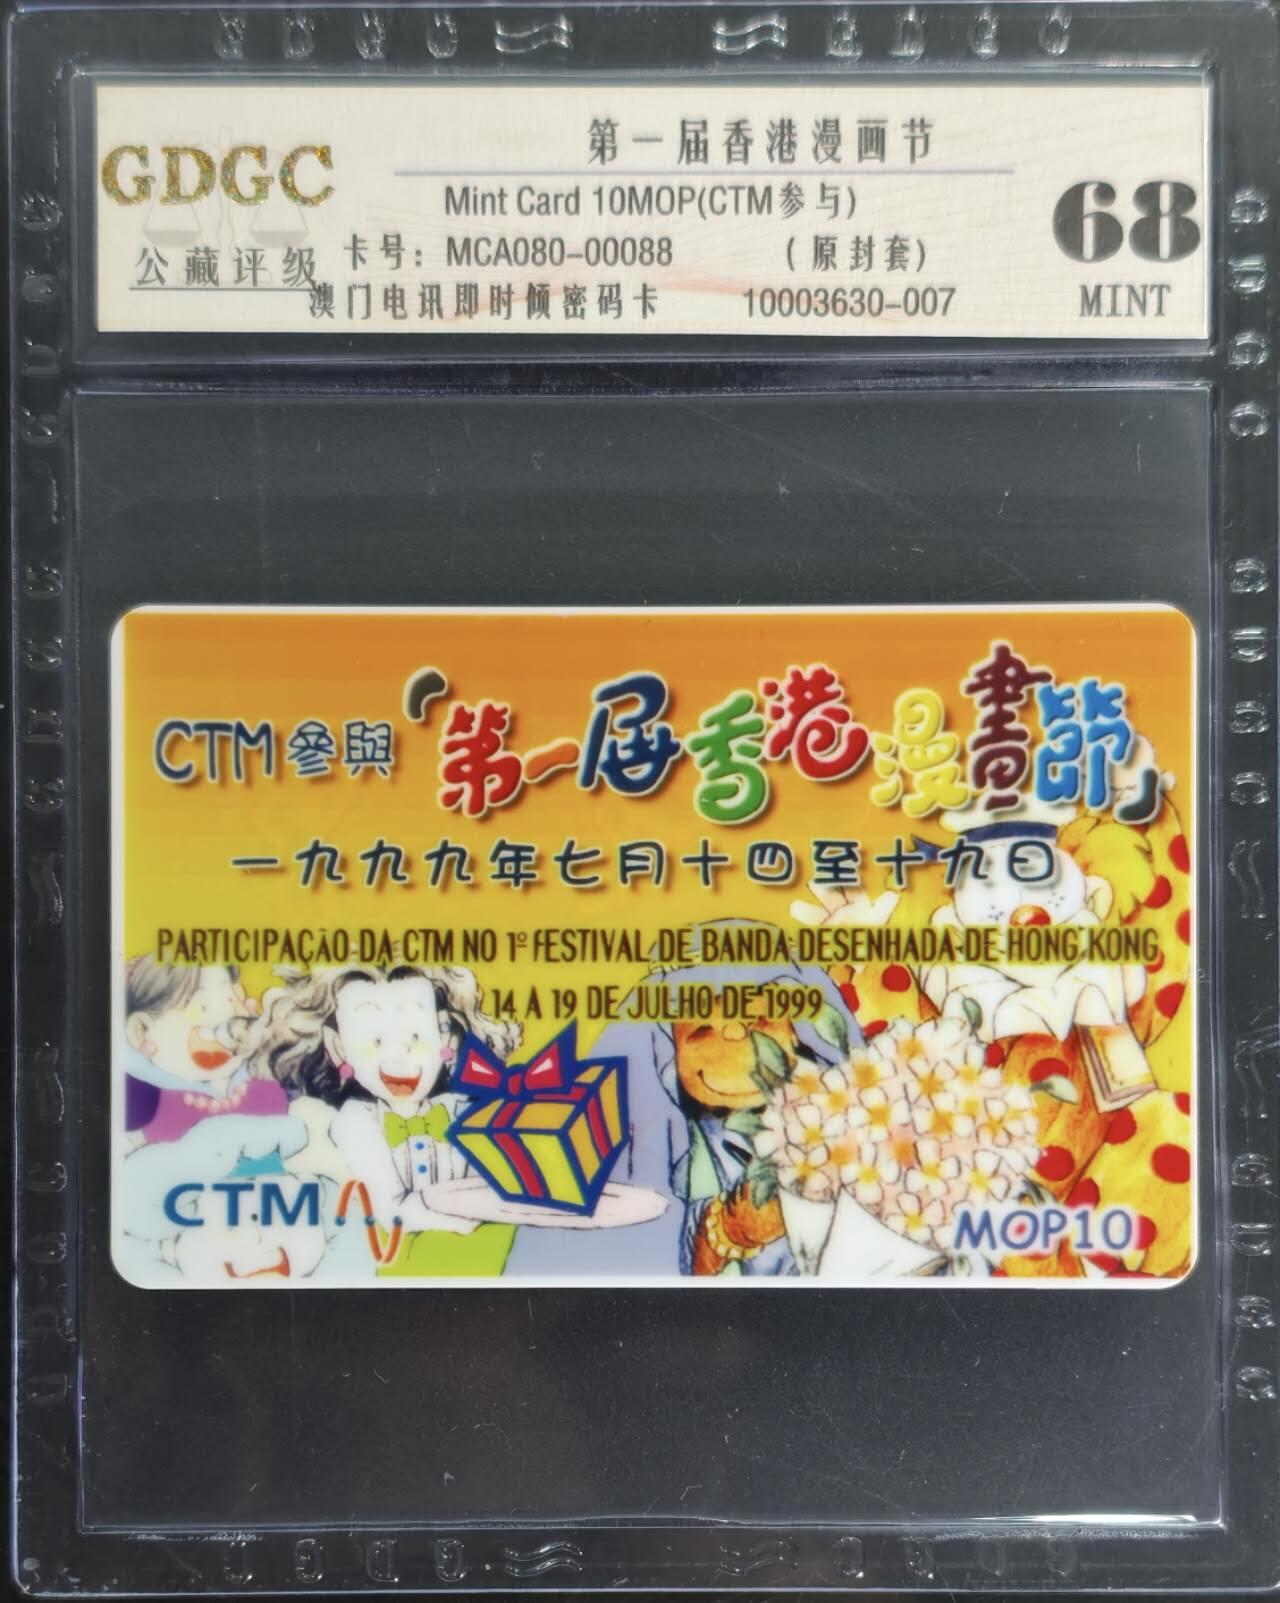 GDGC
公藏评级
第一届香港漫画节
Mint Card 10MOP(CTM参与)
卡号：MCA080-00088 （原封套）
澳门电讯即时倾密码卡 10003630-007
68
MINT
CTM參與「第一届香港漫畫節」
一九九九年七月十四至十九日
PARTICIPAÇÃO DA CTM NO 1º FESTIVAL DE BANDA DESENHADA DE HONG KONG
14 A 19 DE JULHO DE 1999
CTM
MOP10